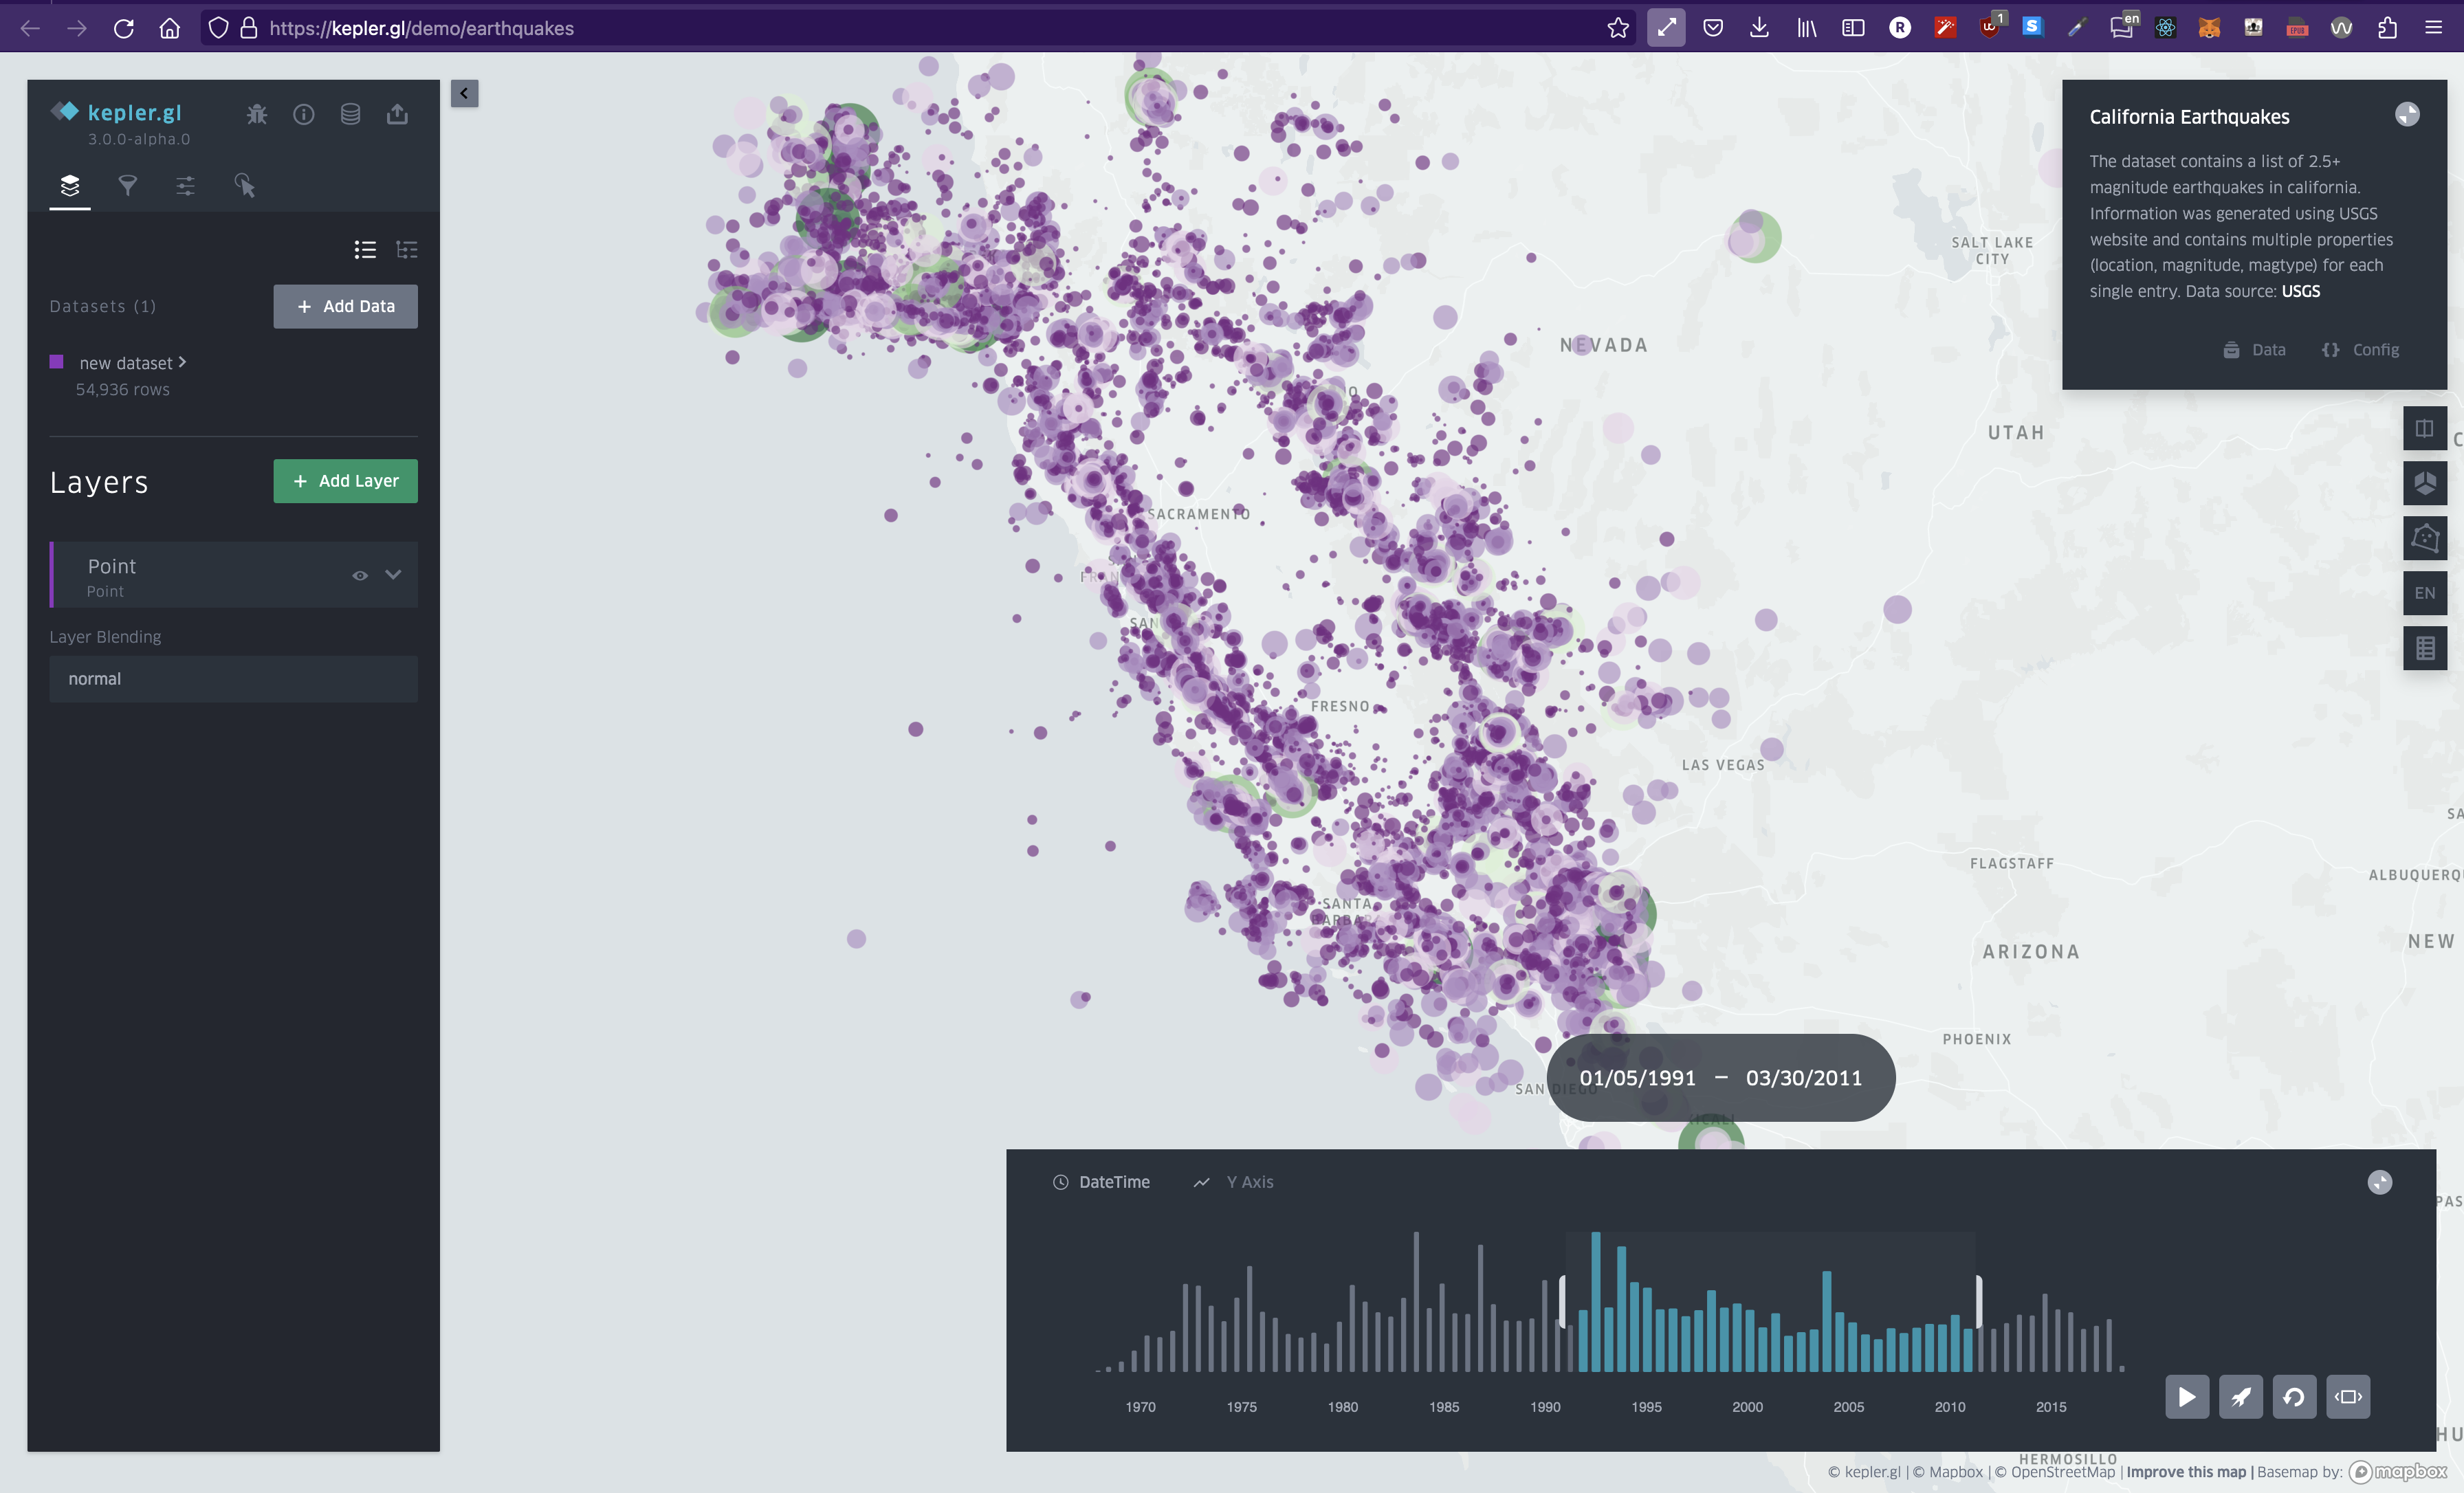 https://kepler.gl/demo/earthquakes
1
en
EPUB
kepler.gl
3.0.0-alpha.0
Datasets (1)
+ Add Data
new dataset
54,936 rows
Layers
+ Add Layer
Point
Point
Layer Blending
normal
California Earthquakes
The dataset contains a list of 2.5+
magnitude earthquakes in california.
Information was generated using USGS
website and contains multiple properties
(location, magnitude, magtype) for each
single entry. Data source: USGS
Data
Config
EN
SALT LAKE
CITY
NEVADA
UTAH
SACRAMENTO
SAN
FRESNO
LAS VEGAS
SANTA
FLAGSTAFF
ARIZONA
NEW
PHOENIX
SAN DIEGO
01/05/1991 – 03/30/2011
DateTime
Y Axis
1970
1975
1980
1985
1990
1995
2000
2005
2010
2015
HERMOSILLO
© kepler.gl | © Mapbox | © OpenStreetMap | Improve this map | Basemap by: mapbox